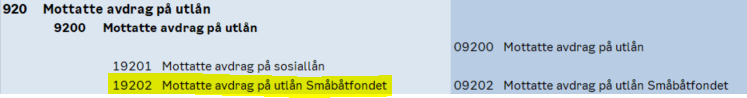 920 Mottatte avdrag på utlån
9200 Mottatte avdrag på utlån
09200 Mottatte avdrag på utlån
19201 Mottatte avdrag på sosiallån
19202 Mottatte avdrag på utlån Småbåtfondet 09202 Mottatte avdrag på utlån Småbåtfondet